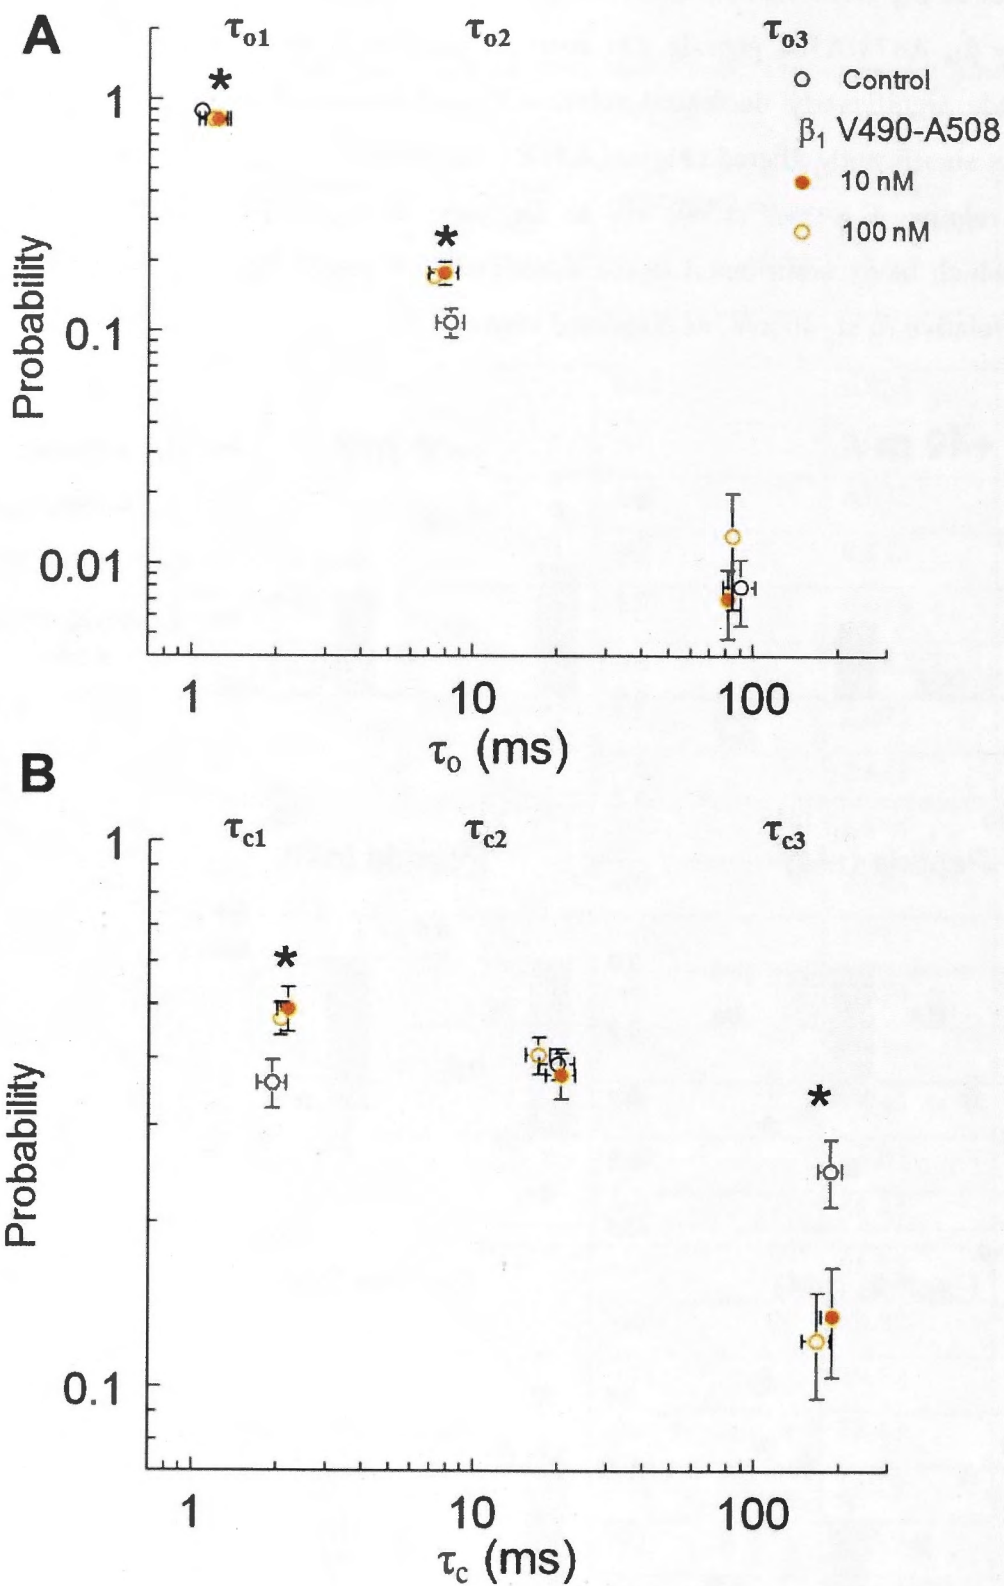 A
τo1 τo2 τo3
Control
β1 V490-A508
10 nM
100 nM
*
*
Probability
1
0.1
0.01
1 10 100
τo (ms)
B
τc1 τc2 τc3
*
*
Probability
1
0.1
1 10 100
τc (ms)